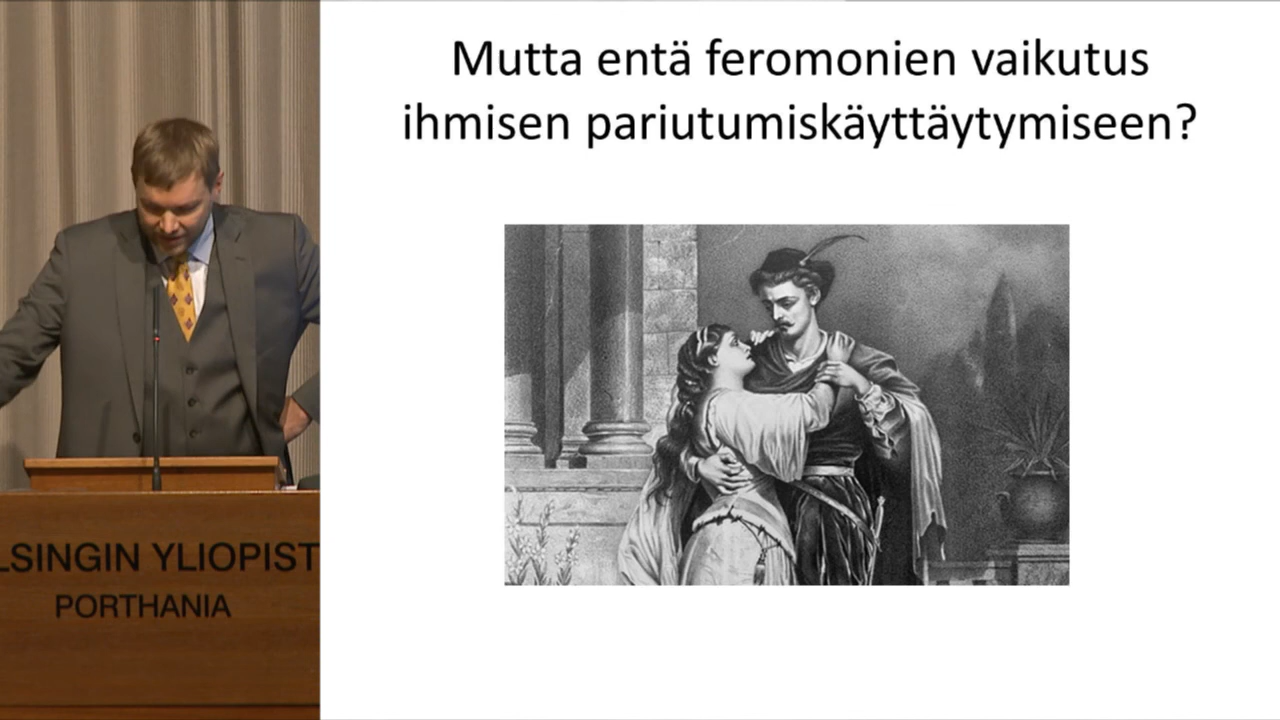 Mutta entä feromonien vaikutus
ihmisen pariutumiskäyttäytymiseen?
LSINGIN YLIOPIST
PORTHANIA